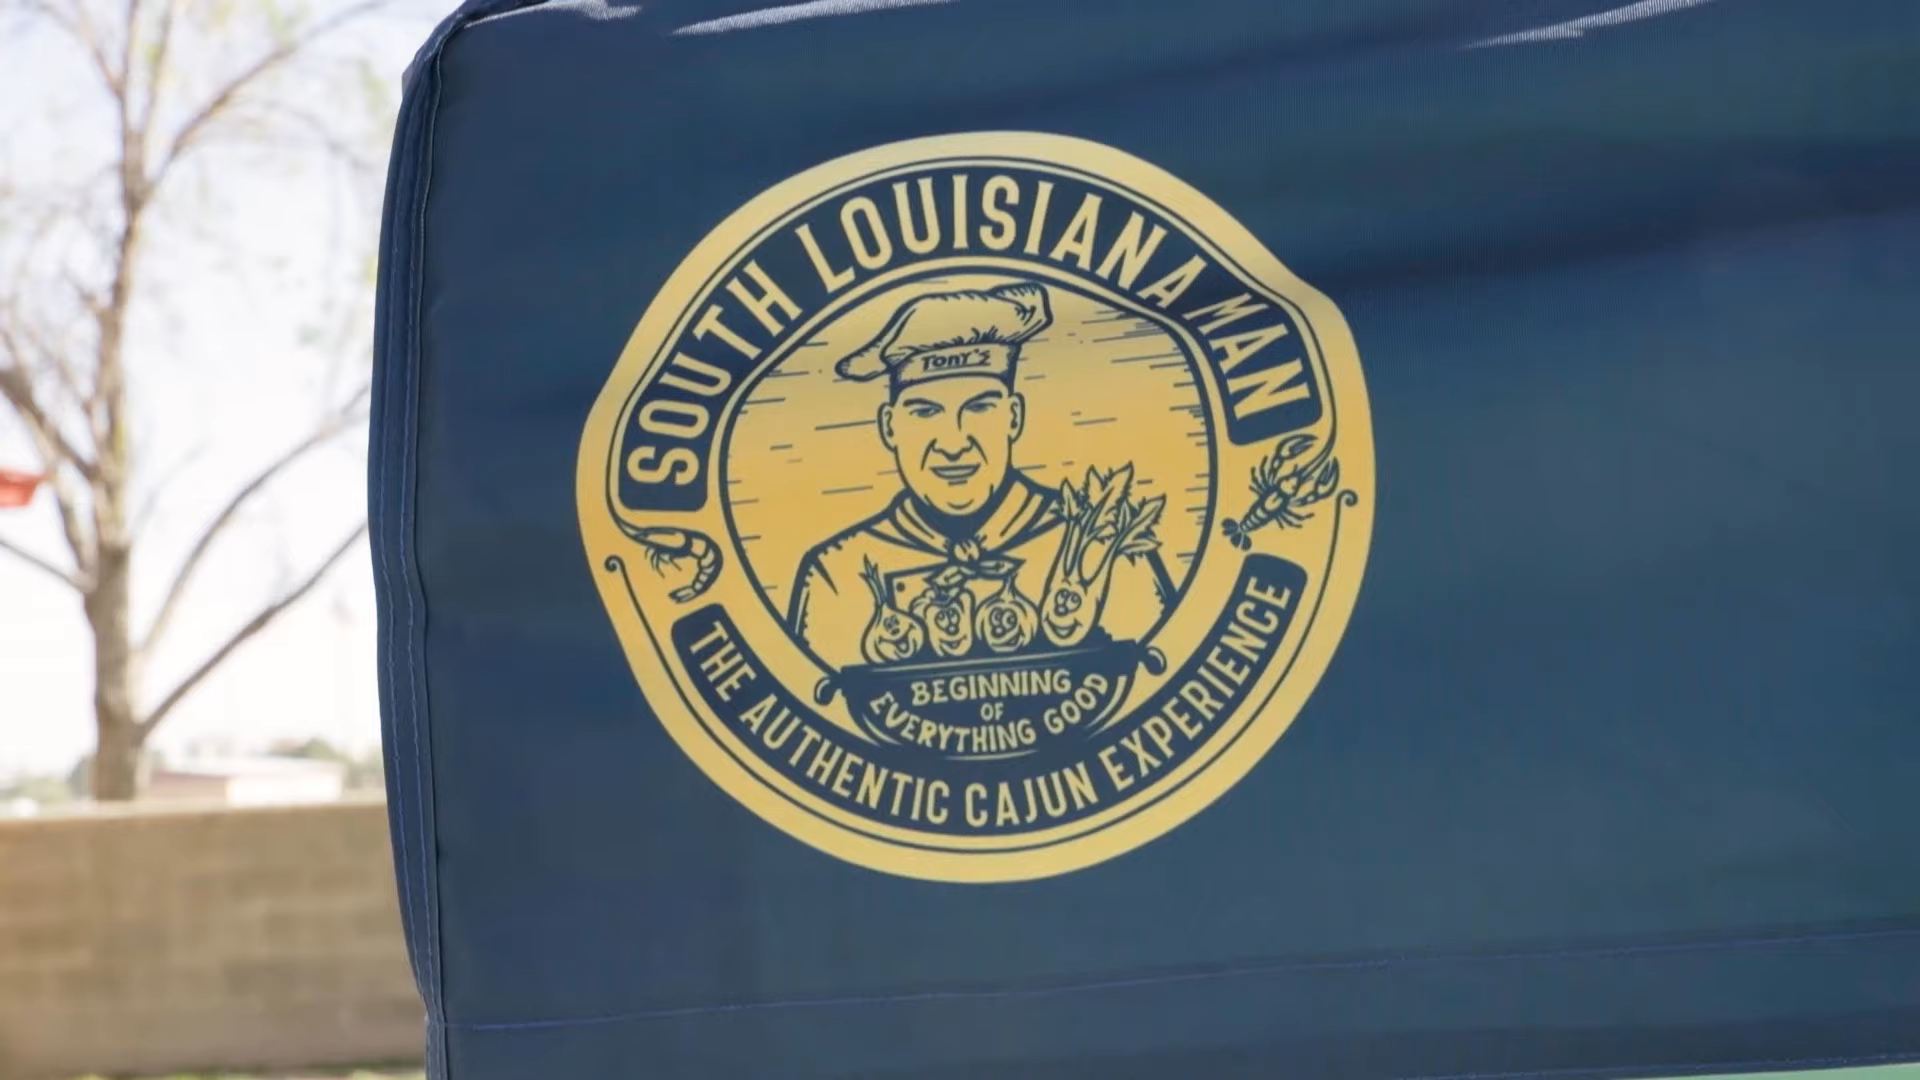 SOUTH LOUISIANA MAN
TONY'S
BEGINNING
OF
EVERYTHING GOOD
THE AUTHENTIC CAJUN EXPERIENCE